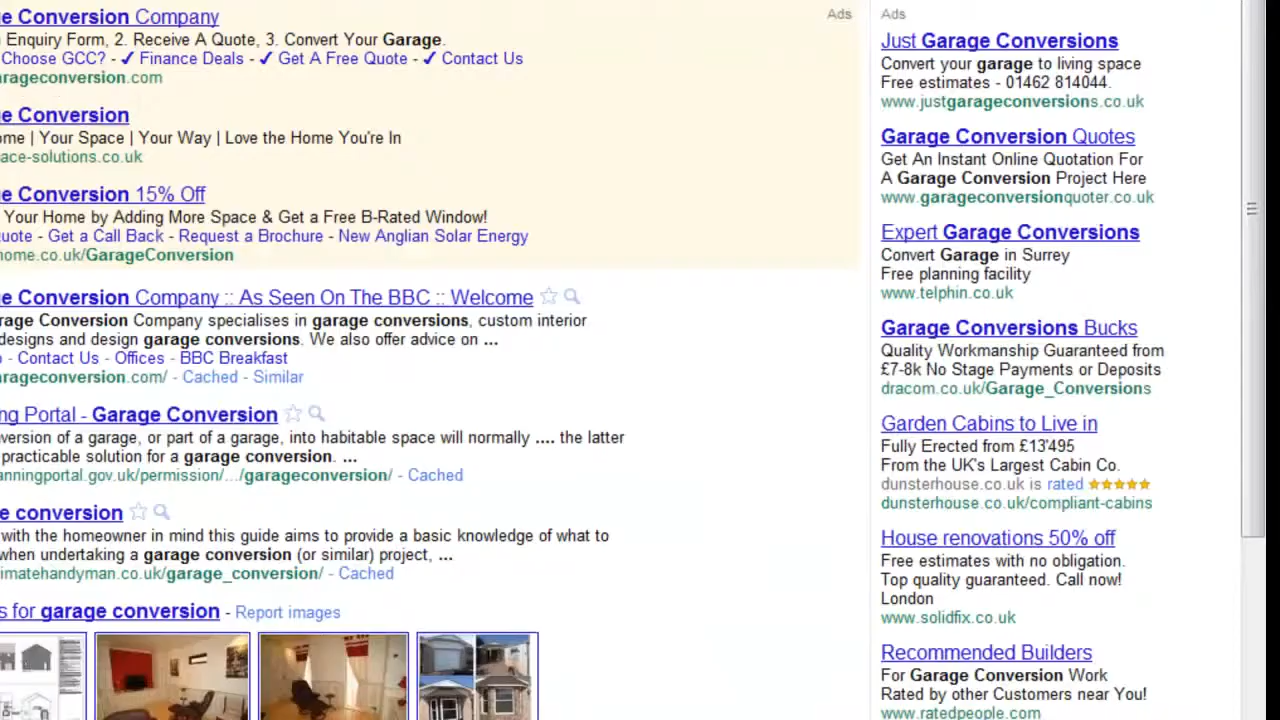 e Conversion Company
Ads
Enquiry Form, 2. Receive A Quote, 3. Convert Your Garage.
Choose GCC? - ✓ Finance Deals - ✓ Get A Free Quote - ✓ Contact Us
arageconversion.com
e Conversion
ome | Your Space | Your Way | Love the Home You're In
ace-solutions.co.uk
e Conversion 15% Off
Your Home by Adding More Space & Get a Free B-Rated Window!
uote - Get a Call Back - Request a Brochure - New Anglian Solar Energy
home.co.uk/GarageConversion
e Conversion Company :: As Seen On The BBC :: Welcome
rage Conversion Company specialises in garage conversions, custom interior
designs and design garage conversions. We also offer advice on ...
- Contact Us - Offices - BBC Breakfast
arageconversion.com/ - Cached - Similar
ng Portal - Garage Conversion
version of a garage, or part of a garage, into habitable space will normally .... the latter
practicable solution for a garage conversion. ...
anningportal.gov.uk/permission/.../garageconversion/ - Cached
e conversion
with the homeowner in mind this guide aims to provide a basic knowledge of what to
when undertaking a garage conversion (or similar) project, ...
imatehandyman.co.uk/garage_conversion/ - Cached
s for garage conversion - Report images
Ads
Just Garage Conversions
Convert your garage to living space
Free estimates - 01462 814044.
www.justgarageconversions.co.uk
Garage Conversion Quotes
Get An Instant Online Quotation For
A Garage Conversion Project Here
www.garageconversionquoter.co.uk
Expert Garage Conversions
Convert Garage in Surrey
Free planning facility
www.telphin.co.uk
Garage Conversions Bucks
Quality Workmanship Guaranteed from
£7-8k No Stage Payments or Deposits
dracom.co.uk/Garage_Conversions
Garden Cabins to Live in
Fully Erected from £13'495
From the UK's Largest Cabin Co.
dunsterhouse.co.uk is rated ★★★★★
dunsterhouse.co.uk/compliant-cabins
House renovations 50% off
Free estimates with no obligation.
Top quality guaranteed. Call now!
London
www.solidfix.co.uk
Recommended Builders
For Garage Conversion Work
Rated by other Customers near You!
www.ratedpeople.com